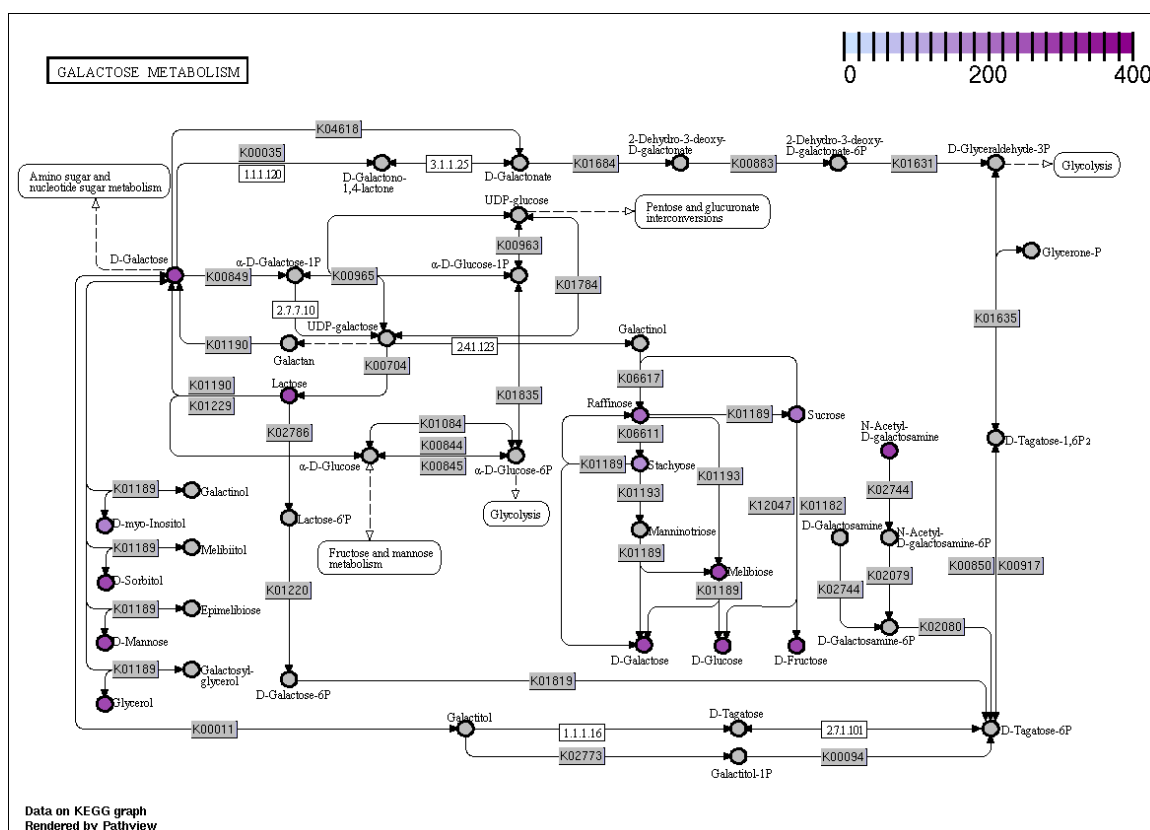 0 200 400
GALACTOSE METABOLISM
K04618
K00035
1.1.1.120
3.1.1.25
D-Galactono-
1,4-lactone
D-Galactonate
K01684
2-Dehydro-3-deoxy-
D-galactonate
K00883
2-Dehydro-3-deoxy-
D-galactonate-6P
K01631
D-Glyceraldehyde-3P
Glycolysis
Amino sugar and
nucleotide sugar metabolism
UDP-glucose
Pentose and glucuronate
interconversions
K00963
D-Galactose
K00849
α-D-Galactose-1P
K00965
α-D-Glucose-1P
K01784
Glycerone-P
2.7.7.10
UDP-galactose
K01635
K01190
Galactan
2.4.1.123
Galactinol
K00704
K01190
K01229
Lactose
K06617
K01835
Raffinose
K01189
Sucrose
K02786
K01084
K00844
K00845
α-D-Glucose
α-D-Glucose-6P
K06611
K01189
Stachyose
K01193
K01193
N-Acetyl-
D-galactosamine
D-Tagatose-1,6P2
K02744
K01189
Galactinol
D-myo-Inositol
Lactose-6'P
Glycolysis
K12047
K01182
Manninotriose
D-Galactosamine
N-Acetyl-
D-galactosamine-6P
K01189
Melibiitol
D-Sorbitol
Fructose and mannose
metabolism
K01189
Melibiose
K01189
K02744
K02079
K00850
K00917
K01220
K01189
Epimelibiose
D-Mannose
D-Galactosamine-6P
K02080
D-Galactose
D-Glucose
D-Fructose
K01189
Galactosyl-
glycerol
Glycerol
D-Galactose-6P
K01819
K00011
Galactitol
1.1.1.16
D-Tagatose
2.7.1.101
D-Tagatose-6P
K02773
Galactitol-1P
K00094
Data on KEGG graph
Rendered by Pathview